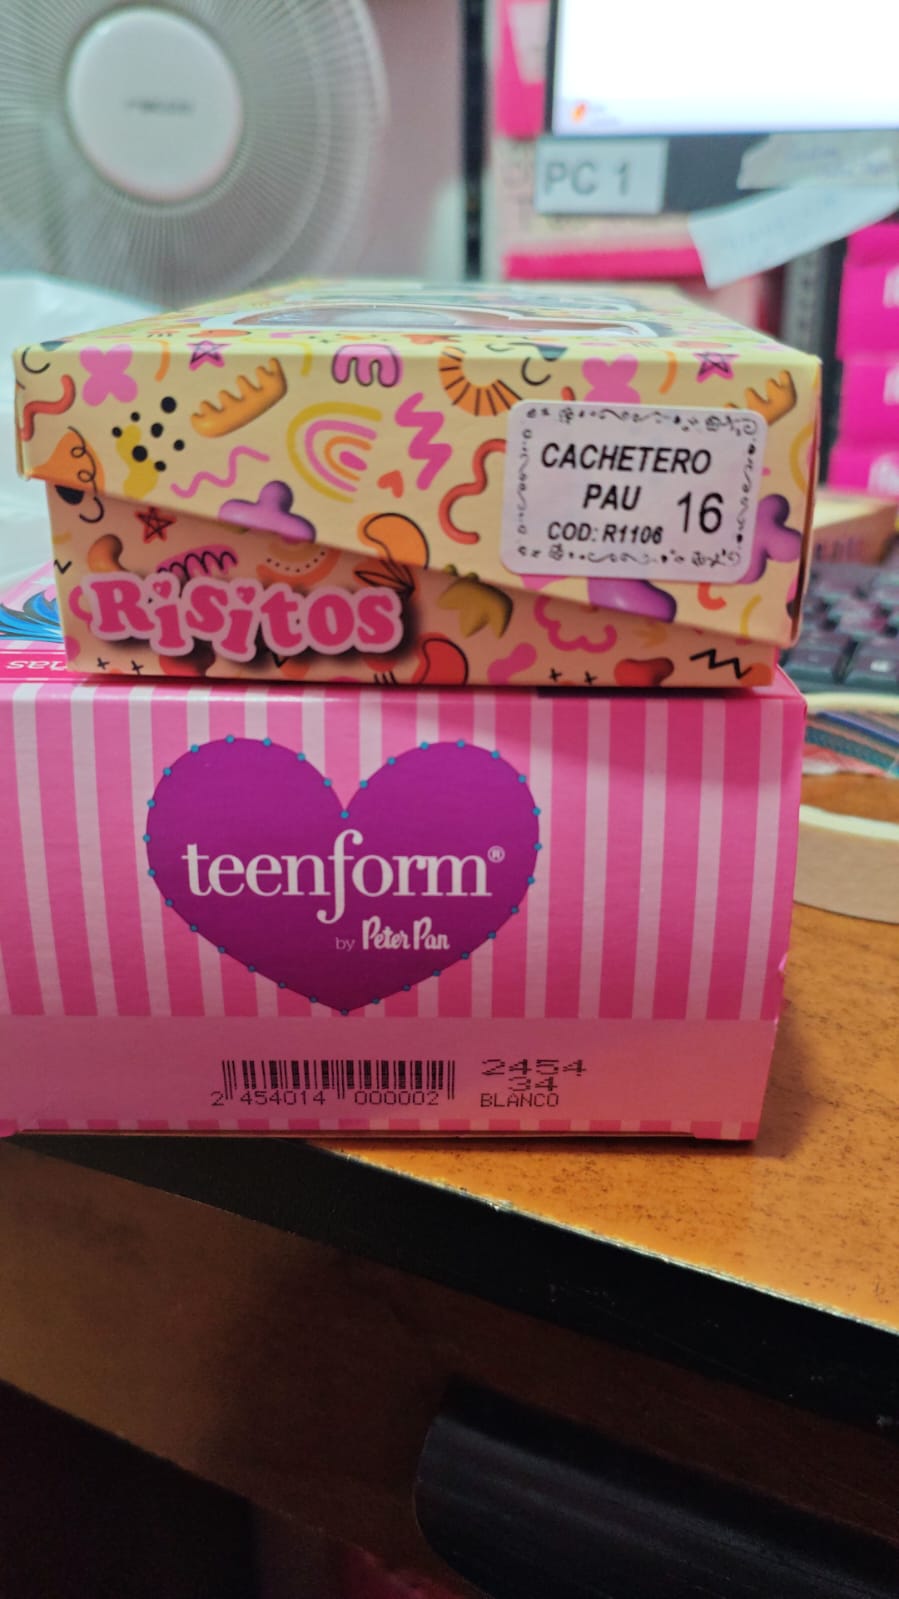 PC 1
CACHETERO
PAU 16
COD: R1106
Risitos
teenform®
by Peter Pan
2 454014 000002
2454
34
BLANCO